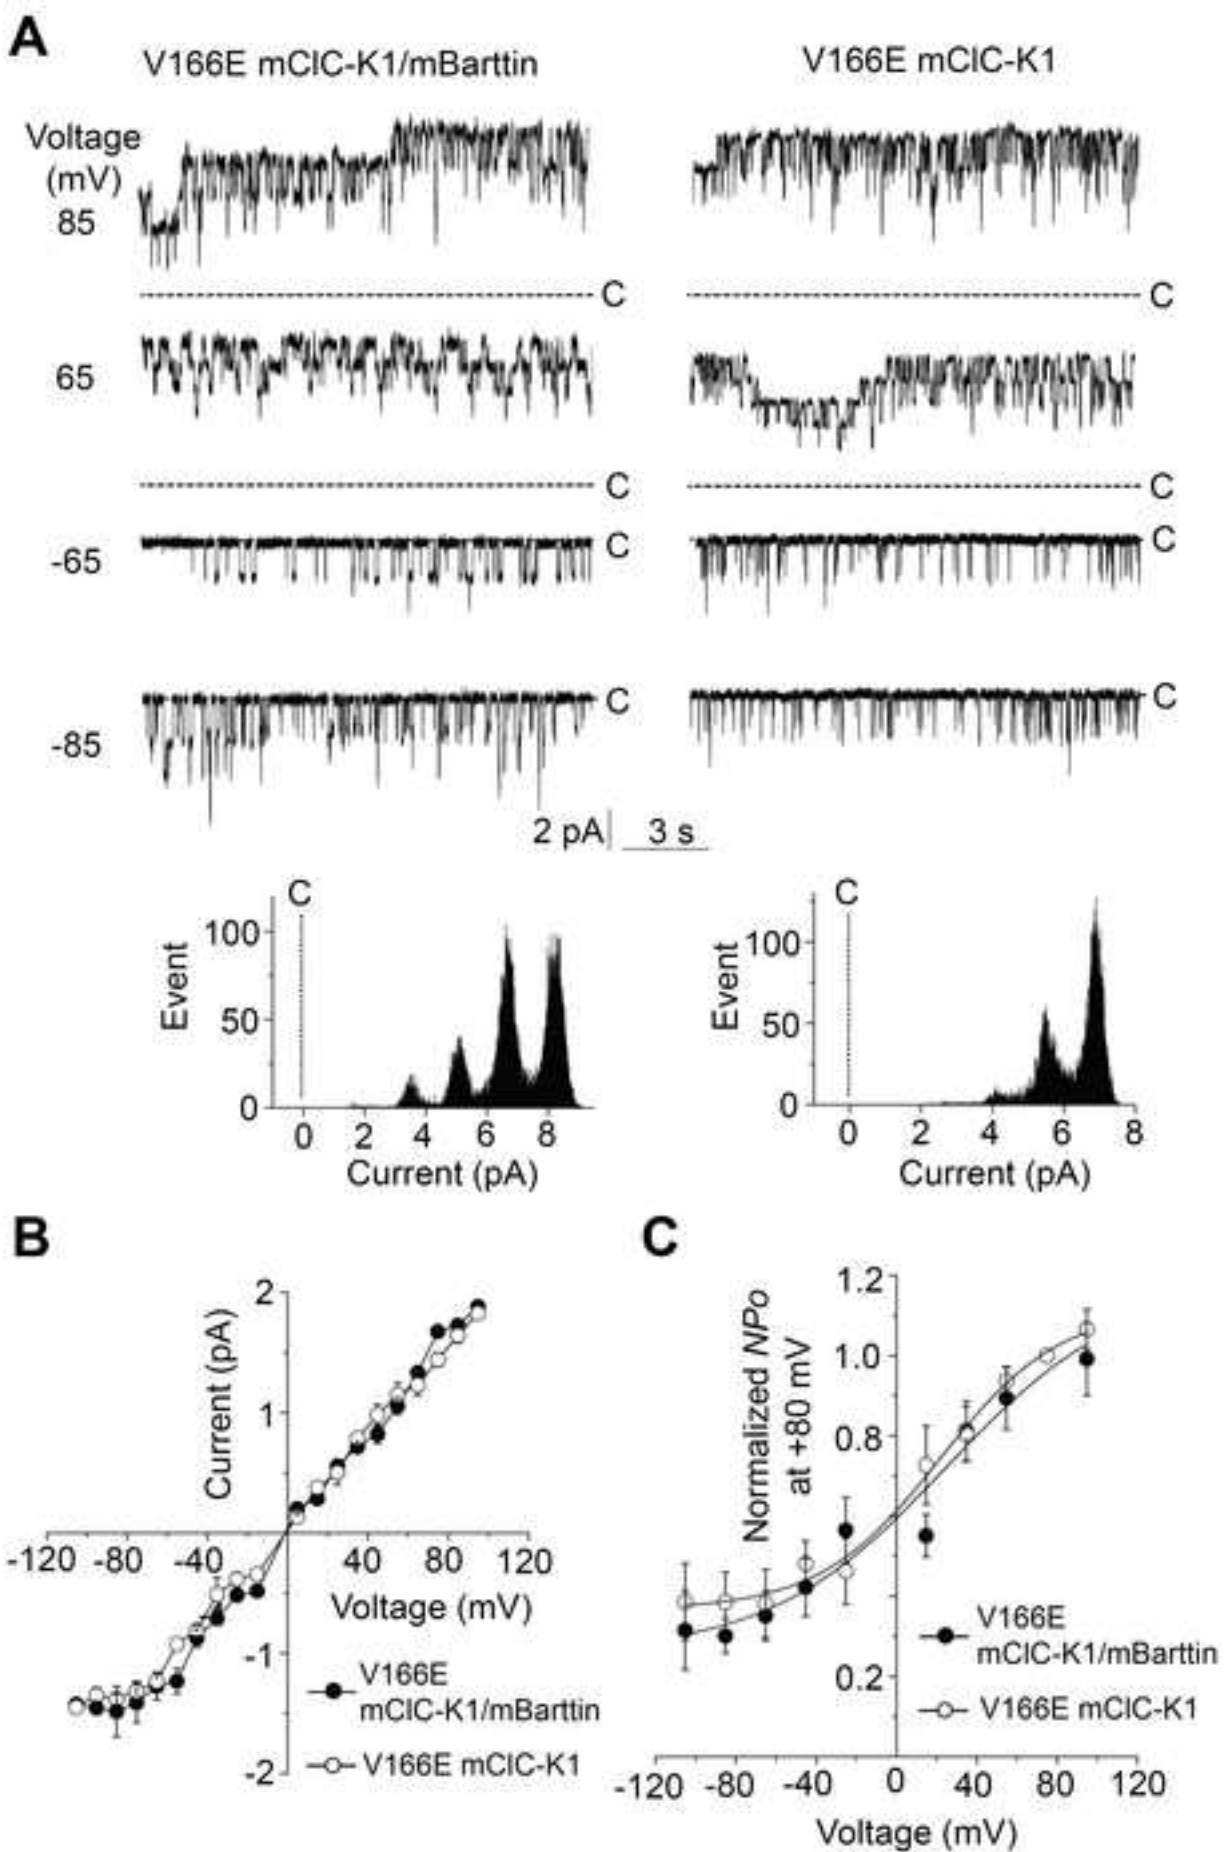 A
V166E mClC-K1/mBarttin
V166E mClC-K1
Voltage
(mV)
85
C
C
65
C
C
-65
C
C
-85
C
C
2 pA
3 s
C
C
Event
100
50
0
0 2 4 6 8
Current (pA)
Event
100
50
0
0 2 4 6 8
Current (pA)
B
Current (pA)
2
1
-1
-2
-120 -80 -40 40 80 120
Voltage (mV)
V166E
mClC-K1/mBarttin
V166E mClC-K1
C
Normalized NPo
at +80 mV
1.2
1.0
0.8
0.2
V166E
mClC-K1/mBarttin
V166E mClC-K1
-120 -80 -40 0 40 80 120
Voltage (mV)